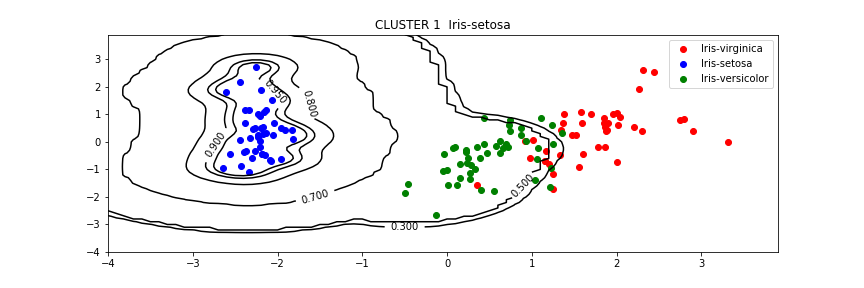 CLUSTER 1 Iris-setosa
Iris-virginica
Iris-setosa
Iris-versicolor
3
2
1
0
−1
−2
−3
−4
0.950
0.800
0.900
0.700
0.500
0.300
−4 −3 −2 −1 0 1 2 3